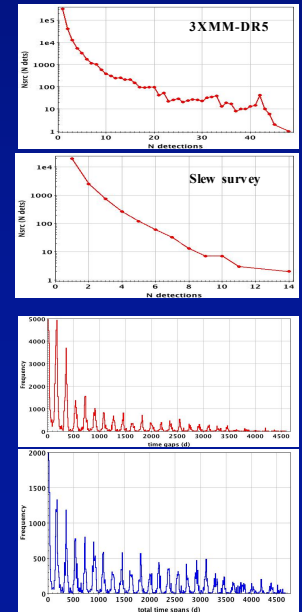 3XMM-DR5
Nsrc (N dets)
1e5
1e4
1000
100
10
1
0 10 20 30 40
N detections
Slew survey
Nsrc (N dets)
1e4
1000
100
10
1
0 2 4 6 8 10 12 14
N detections
Frequency
5000
4000
3000
2000
1000
0
0 500 1000 1500 2000 2500 3000 3500 4000 4500
time gaps (d)
Frequency
2000
1500
1000
500
0
0 500 1000 1500 2000 2500 3000 3500 4000 4500
total time spans (d)